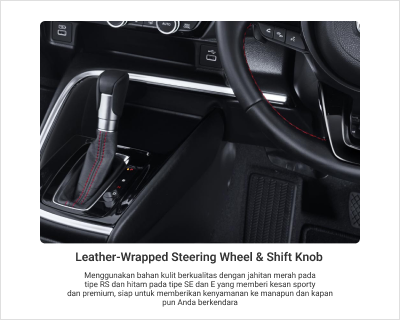 AUTO
Leather-Wrapped Steering Wheel & Shift Knob
Menggunakan bahan kulit berkualitas dengan jahitan merah pada
tipe RS dan hitam pada tipe SE dan E yang memberi kesan sporty
dan premium, siap untuk memberikan kenyamanan ke manapun dan kapan
pun Anda berkendara